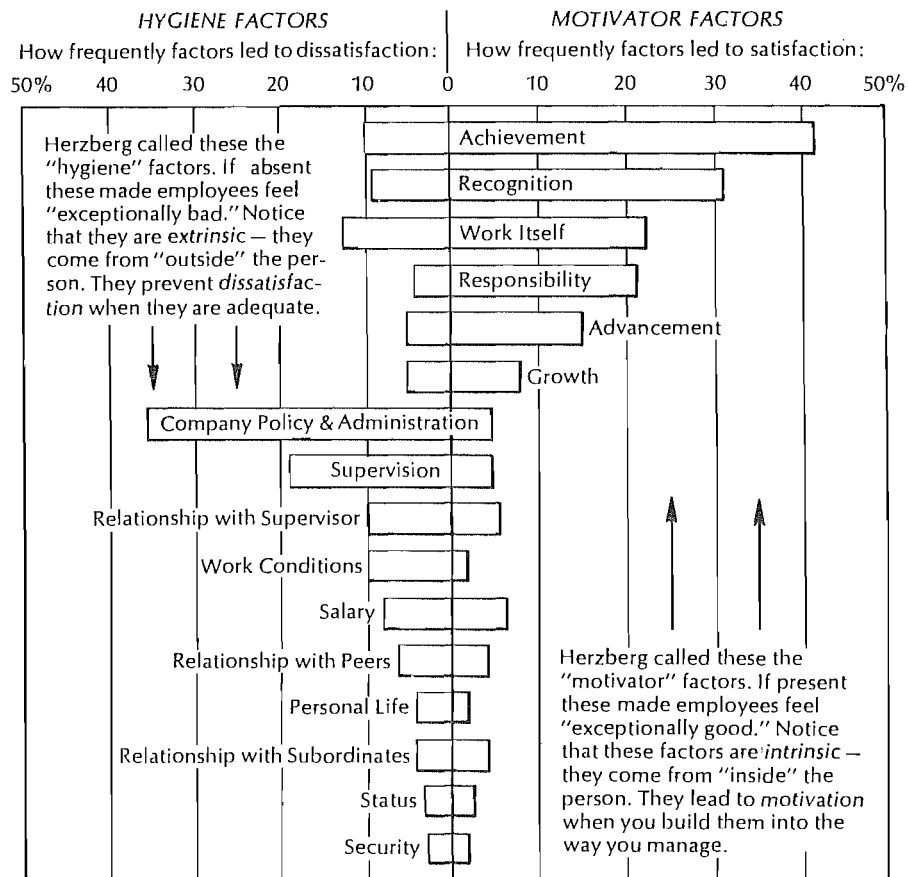 HYGIENE FACTORS
How frequently factors led to dissatisfaction:
MOTIVATOR FACTORS
How frequently factors led to satisfaction:
50% 40 30 20 10 0 10 20 30 40 50%
Herzberg called these the
“hygiene” factors. If absent
these made employees feel
“exceptionally bad.” Notice
that they are extrinsic — they
come from “outside” the per-
son. They prevent dissatisfac-
tion when they are adequate.
Achievement
Recognition
Work Itself
Responsibility
Advancement
Growth
Company Policy & Administration
Supervision
Relationship with Supervisor
Work Conditions
Salary
Relationship with Peers
Personal Life
Relationship with Subordinates
Status
Security
Herzberg called these the
“motivator” factors. If present
these made employees feel
“exceptionally good.” Notice
that these factors are intrinsic —
they come from “inside” the
person. They lead to motivation
when you build them into the
way you manage.